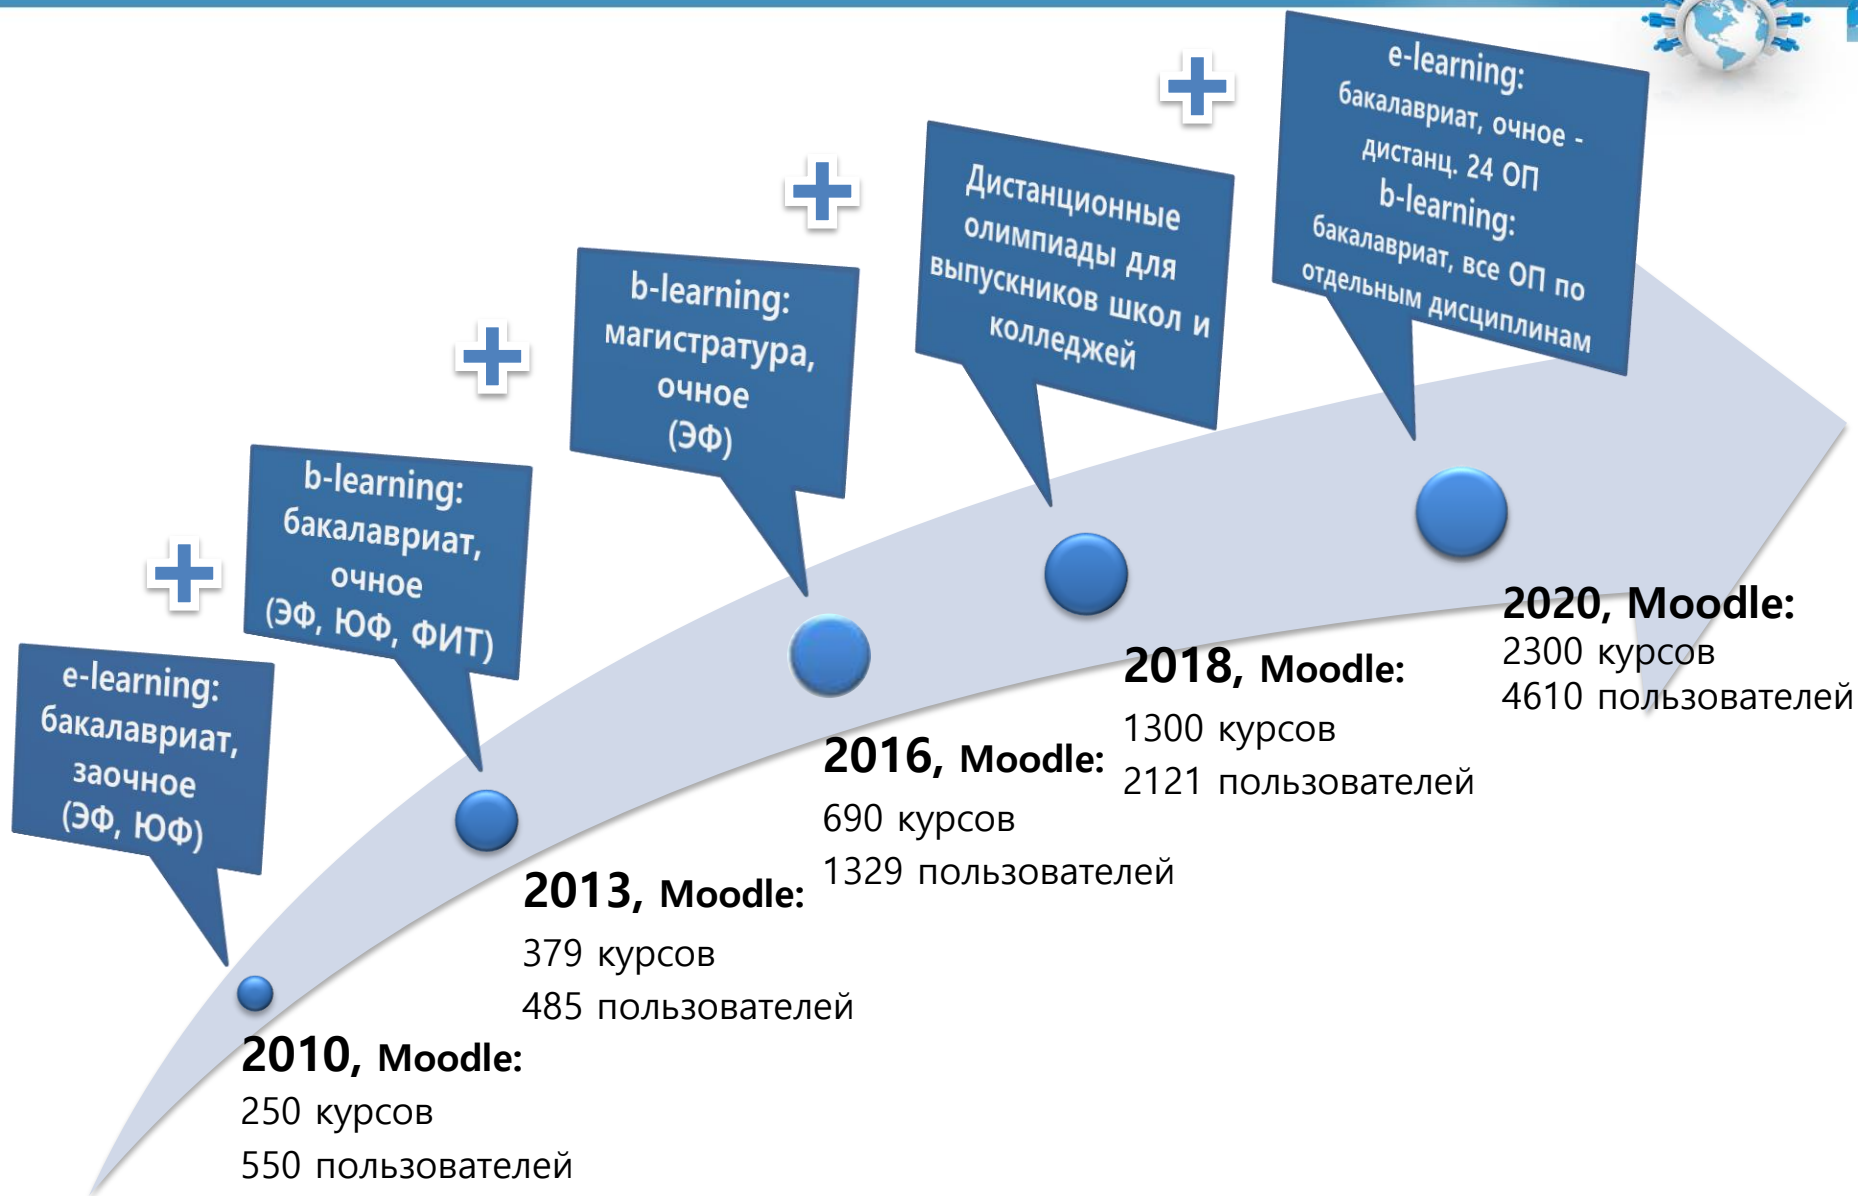 e-learning:
бакалавриат,
заочное
(ЭФ, ЮФ)
2010, Moodle:
250 курсов
550 пользователей
b-learning:
бакалавриат,
очное
(ЭФ, ЮФ, ФИТ)
2013, Moodle:
379 курсов
485 пользователей
b-learning:
магистратура,
очное
(ЭФ)
2016, Moodle:
690 курсов
1329 пользователей
Дистанционные
олимпиады для
выпускников школ и
колледжей
2018, Moodle:
1300 курсов
2121 пользователей
e-learning:
бакалавриат, очное -
дистанц. 24 ОП
b-learning:
бакалавриат, все ОП по
отдельным дисциплинам
2020, Moodle:
2300 курсов
4610 пользователей